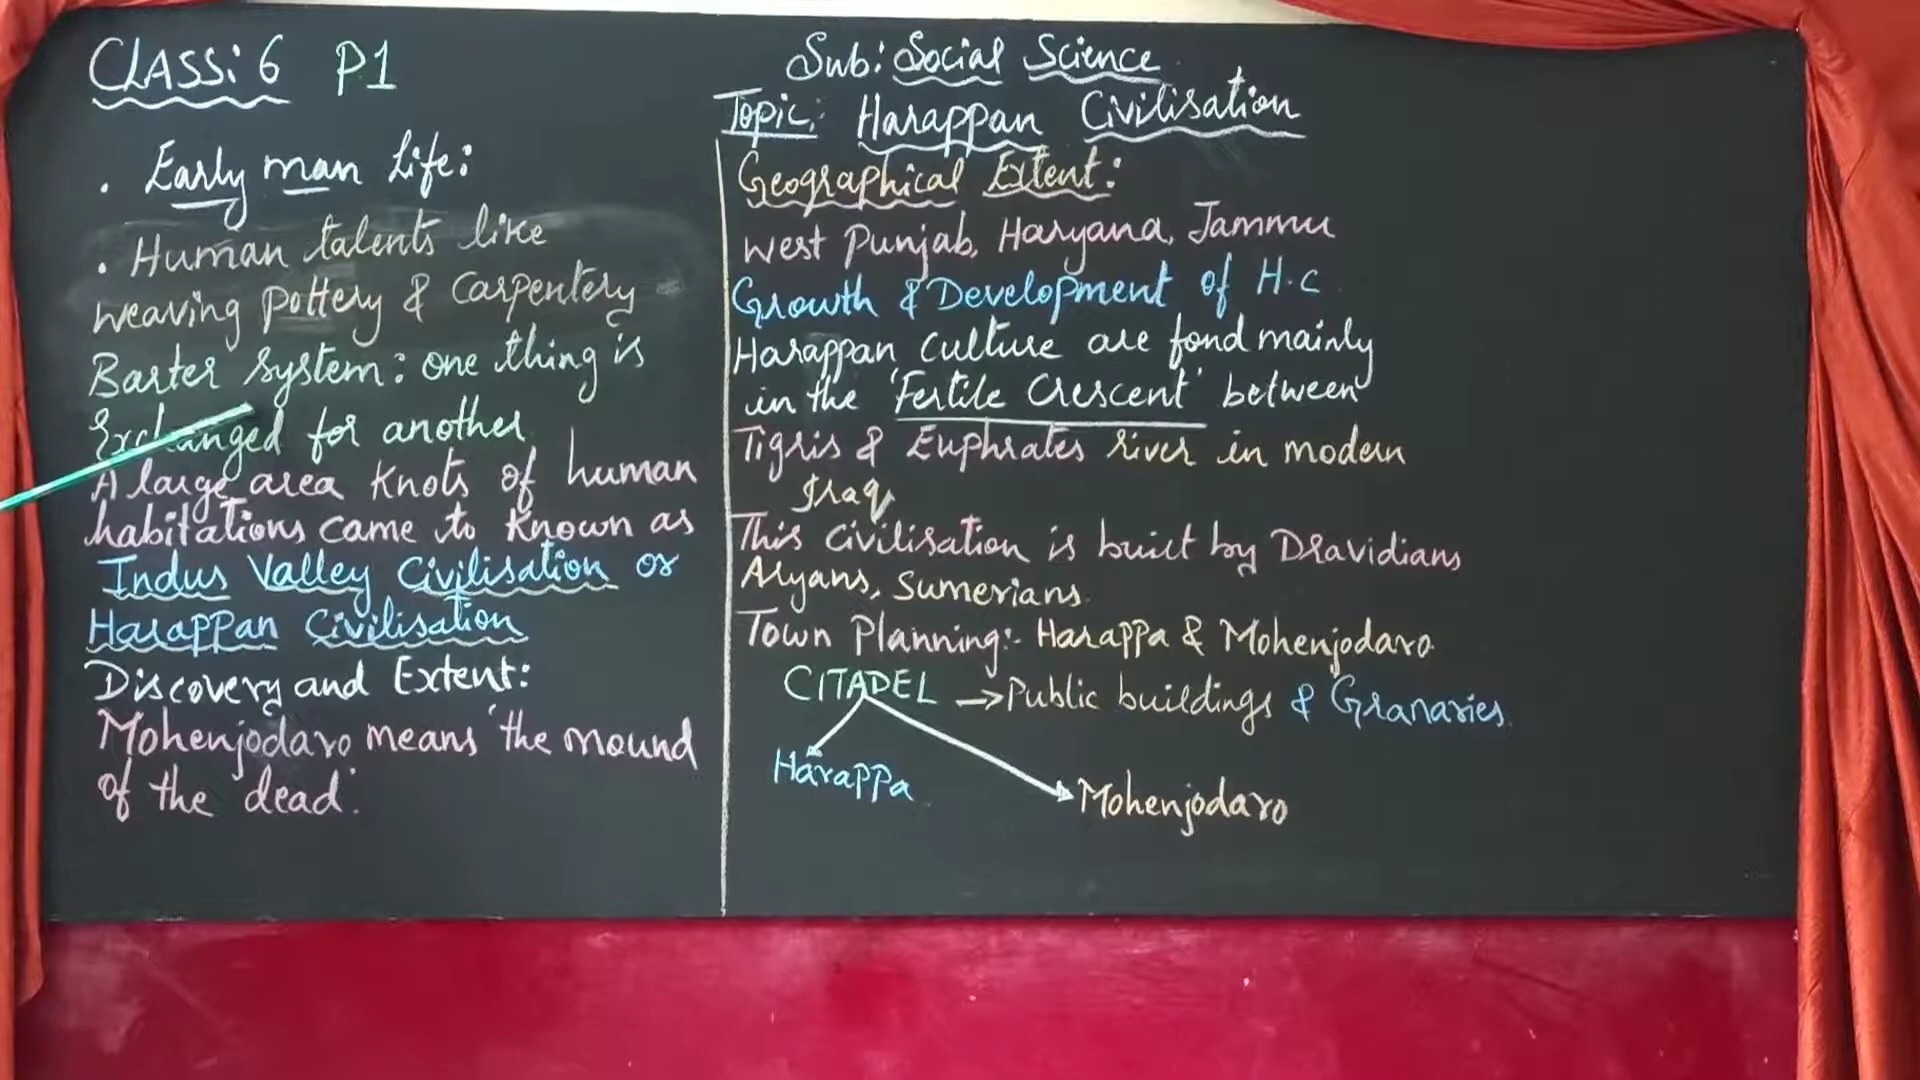 CLASS: 6 P1
. Early man life:
. Human talents like
weaving pottery & Carpentery
Barter System: one thing is
Exchanged for another
A large area Knots of human
habitations came to Known as
Indus Valley Civilisation or
Harappan Civilisation
Discovery and Extent:
Mohenjodaro means 'the mound
of the dead'.
Sub: Social Science
Topic: Harappan Civilisation
Geographical Extent:
West Punjab, Haryana, Jammu
Growth & Development of H.C
Harappan Culture are fond mainly
in the 'Fertile Crescent' between
Tigris & Euphrates river in modern
Iraq
This Civilisation is built by Dravidians
Aryans, Sumerians.
Town Planning:- Harappa & Mohenjodaro
CITADEL → Public buildings & Granaries.
Harappa
Mohenjodaro